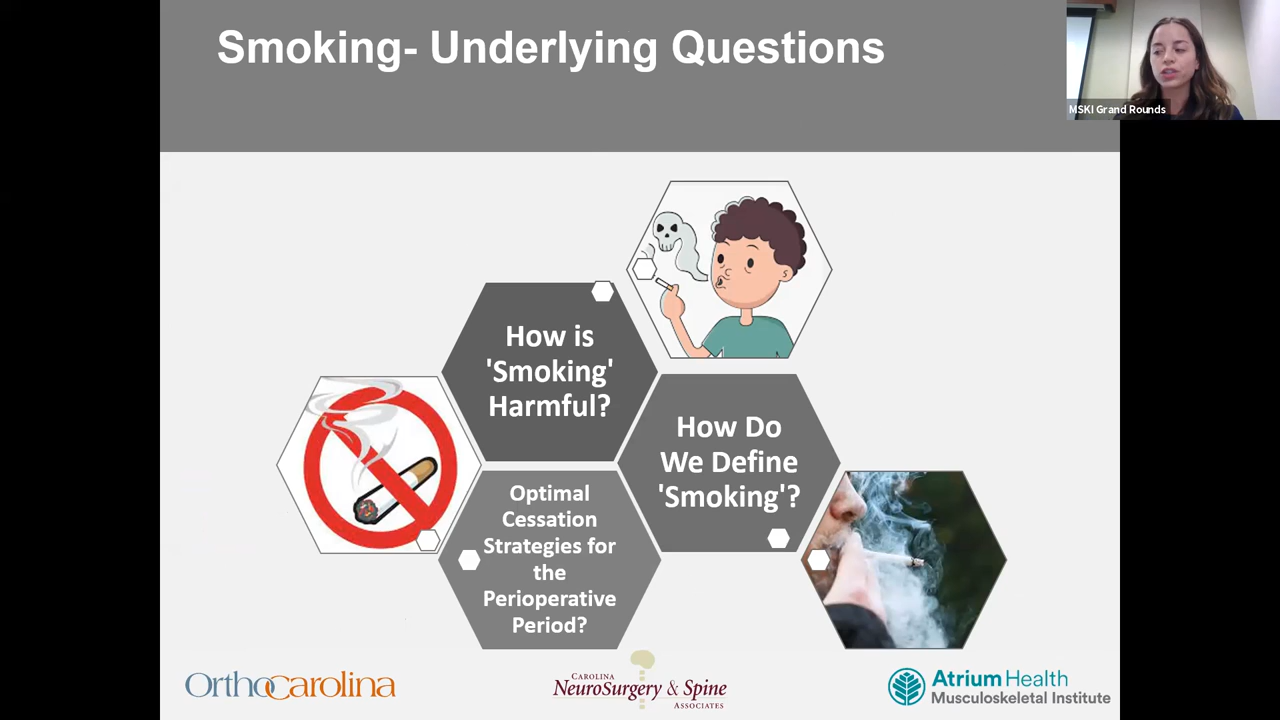 Smoking- Underlying Questions
MSKI Grand Rounds
How is
'Smoking'
Harmful?
How Do
We Define
'Smoking'?
Optimal
Cessation
Strategies for
the
Perioperative
Period?
OrthoCarolina
CAROLINA
NEUROSURGERY & SPINE
ASSOCIATES
Atrium Health
Musculoskeletal Institute